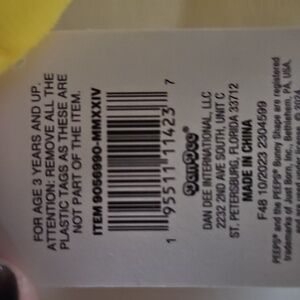 FOR AGE 3 YEARS AND UP.
ATTENTION: REMOVE ALL THE
PLASTIC TAGS AS THESE ARE
NOT PART OF THE ITEM.
ITEM 9056990-MMXXIV
1 95511 11423 7
DanDee
DAN DEE INTERNATIONAL, LLC
2232 2ND AVE SOUTH, UNIT C
ST. PETERSBURG, FLORIDA 33712
MADE IN CHINA
F48 10/2023 2304599
PEEPS® and the PEEPS® Bunny Shape are registered
trademarks of Just Born, Inc., Bethlehem, PA, USA.